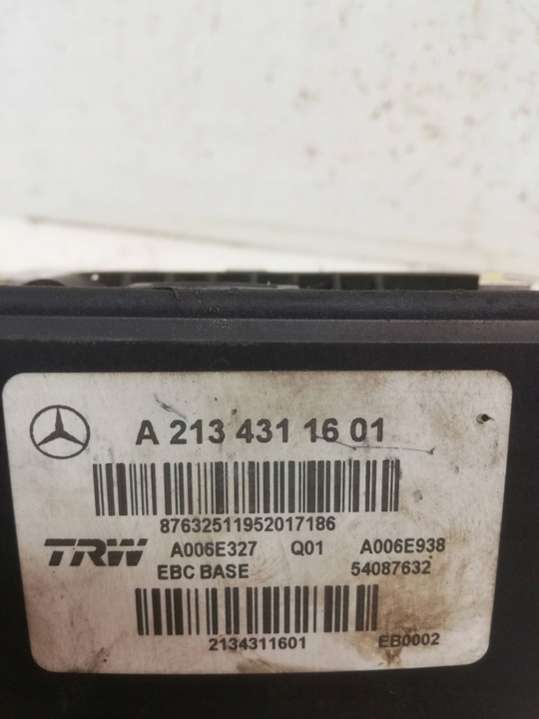 A 213 431 16 01
87632511952017186
TRW A006E327 Q01 A006E938
EBC BASE 54087632
2134311601 EB0002